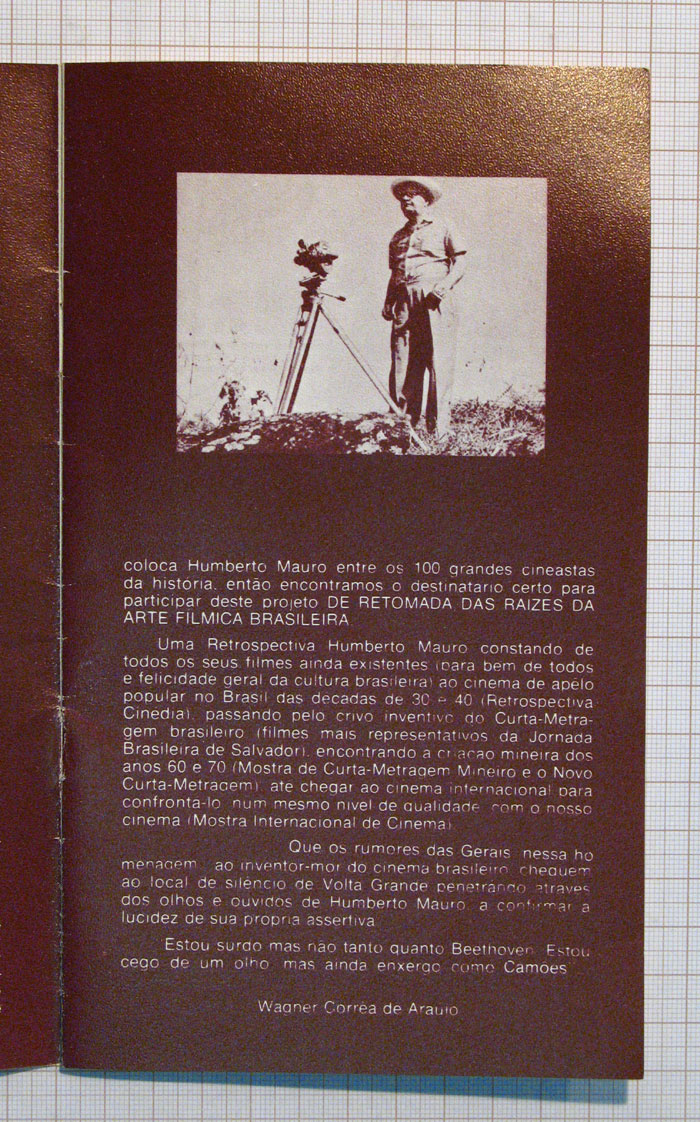 coloca Humberto Mauro entre os 100 grandes cineastas
da história, então encontramos o destinatario certo para
participar deste projeto DE RETOMADA DAS RAIZES DA
ARTE FILMICA BRASILEIRA
Uma Retrospectiva Humberto Mauro constando de
todos os seus filmes ainda existentes (para bem de todos
e felicidade geral da cultura brasileira) ao cinema de apêlo
popular no Brasil das decadas de 30 e 40 (Retrospectiva
Cinedia), passando pelo crivo inventivo do Curta-Metra-
gem brasileiro (filmes mais representativos da Jornada
Brasileira de Salvador), encontrando a criação mineira dos
anos 60 e 70 (Mostra de Curta-Metragem Mineiro e o Novo
Curta-Metragem), ate chegar ao cinema internacional para
confronta-lo, num mesmo nivel de qualidade, com o nosso
cinema (Mostra Internacional de Cinema)
Que os rumores das Gerais, nessa ho
menagem ao inventor-mor do cinema brasileiro, cheguem
ao local de silêncio de Volta Grande penetrando atraves
dos olhos e ouvidos de Humberto Mauro, a confirmar a
lucidez de sua propria assertiva
Estou surdo mas não tanto quanto Beethoven. Estou
cego de um olho, mas ainda enxergo como Camões
Wagner Corrêa de Araujo